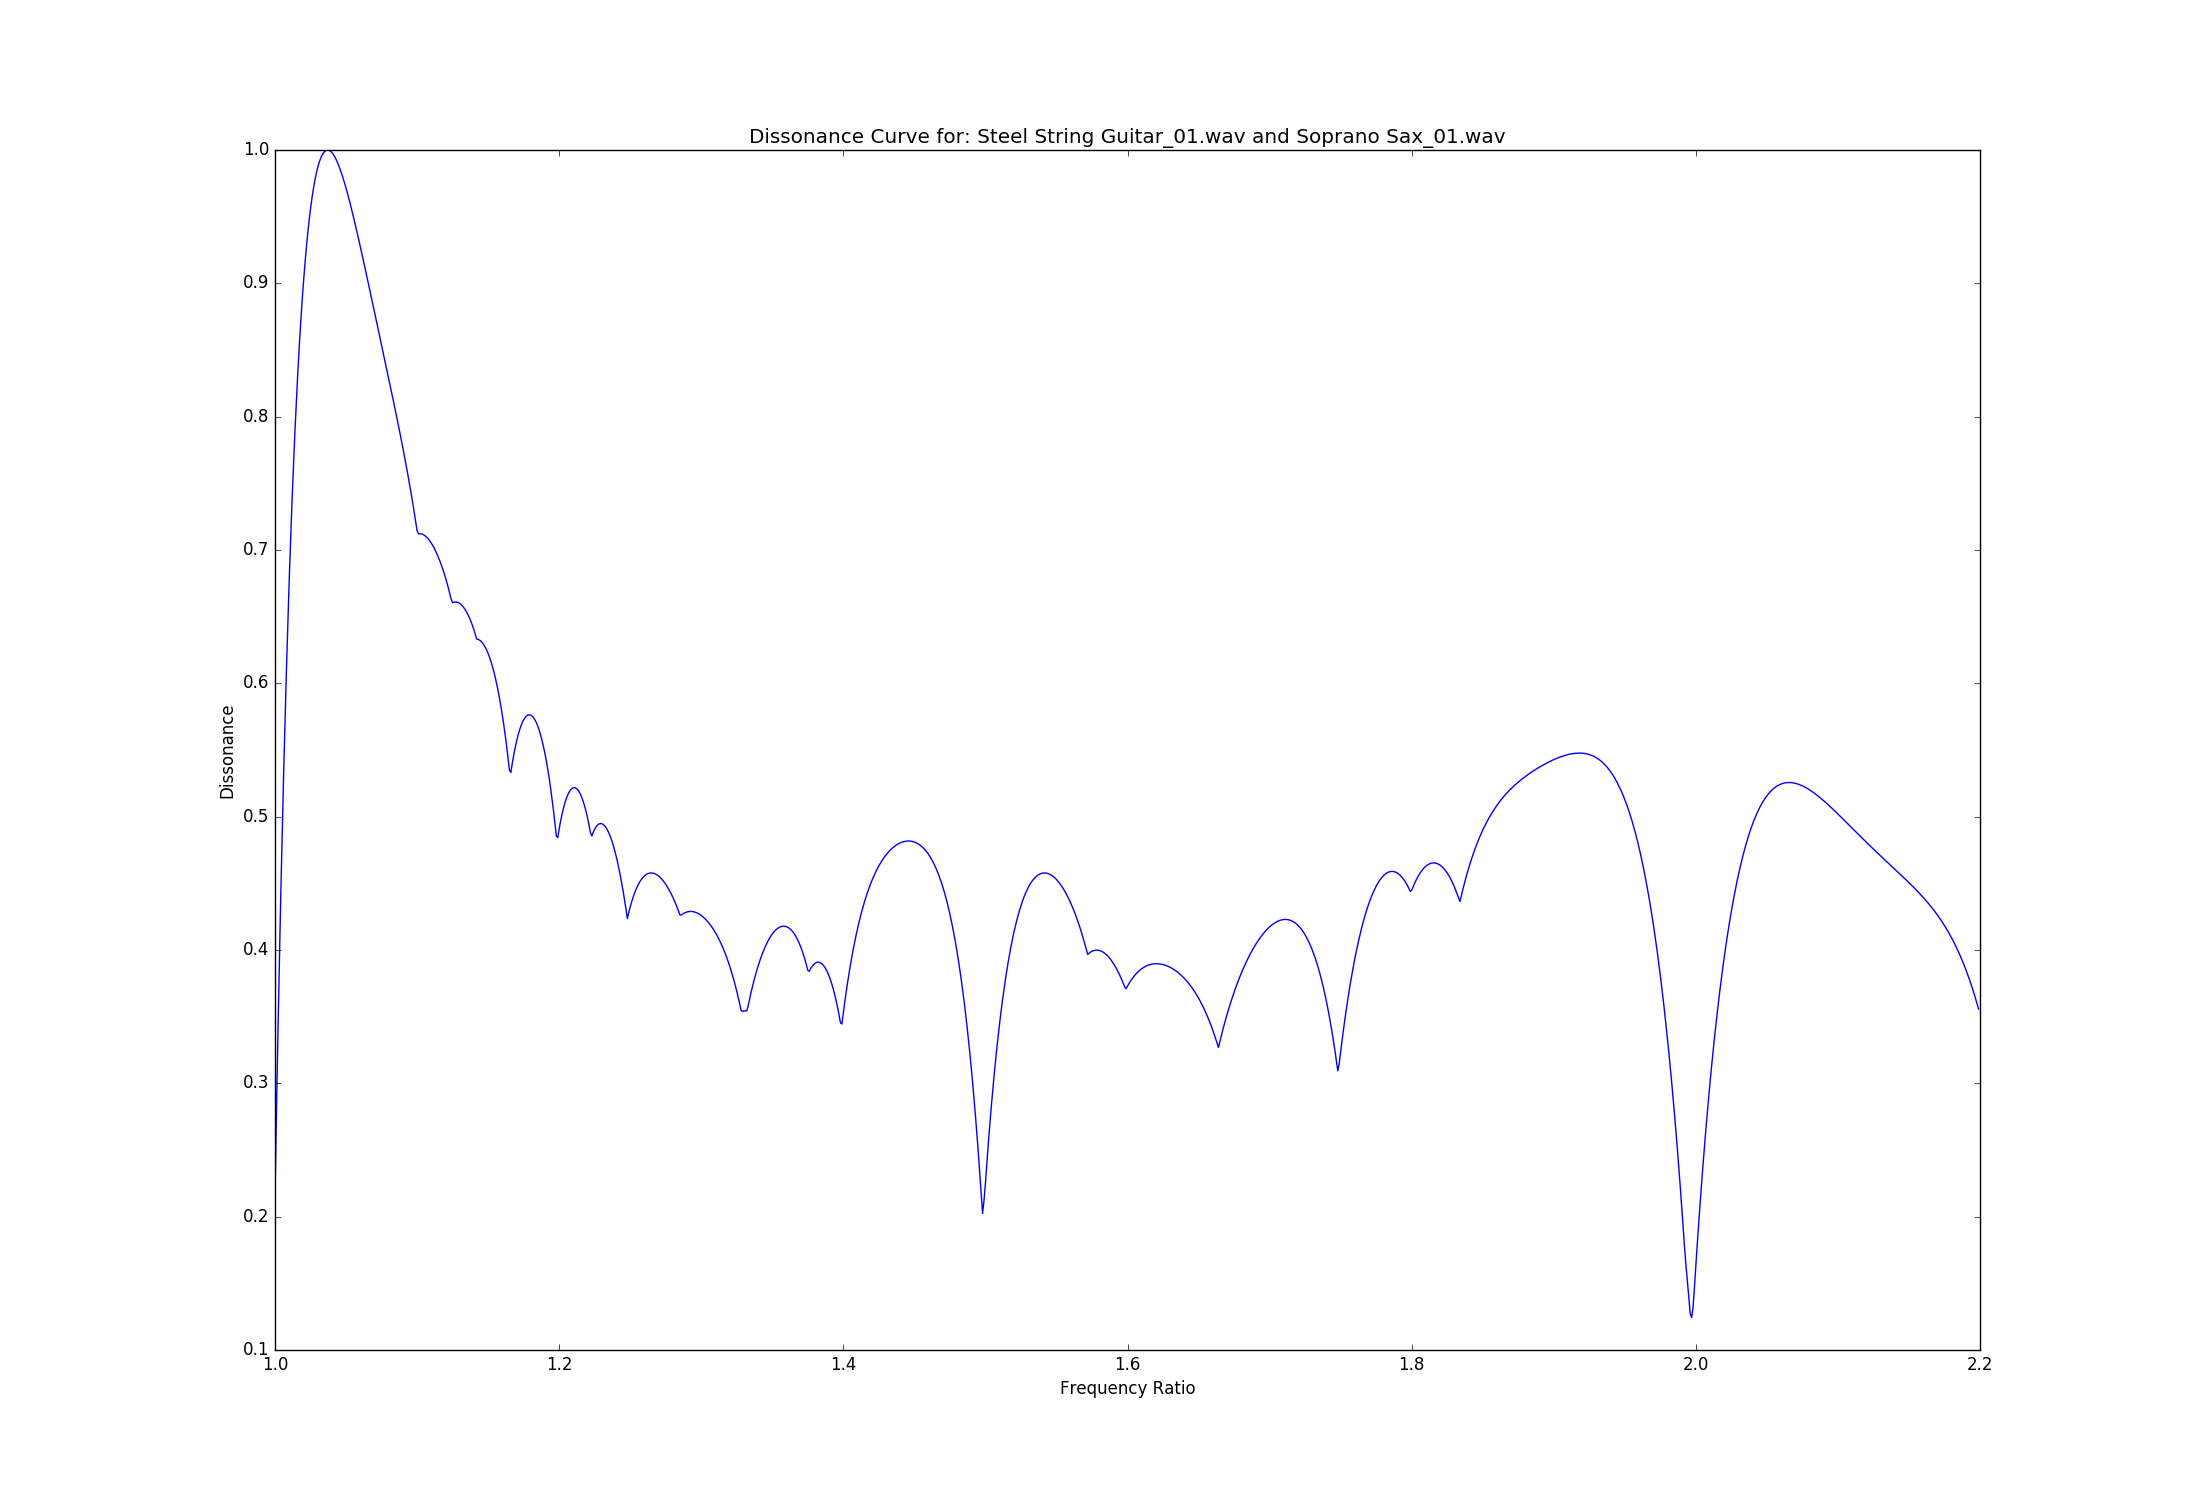 Dissonance Curve for: Steel String Guitar_01.wav and Soprano Sax_01.wav
1.0
0.9
0.8
0.7
0.6
0.5
0.4
0.3
0.2
0.1
Dissonance
1.0 1.2 1.4 1.6 1.8 2.0 2.2
Frequency Ratio